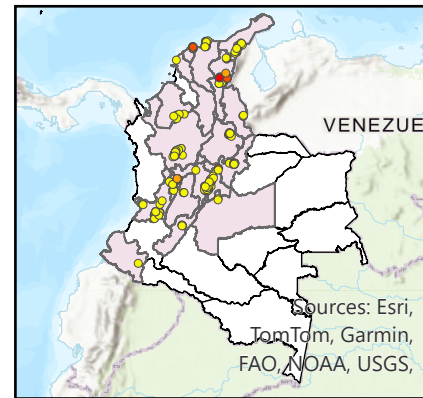 VENEZUE
Sources: Esri,
TomTom, Garmin,
FAO, NOAA, USGS,